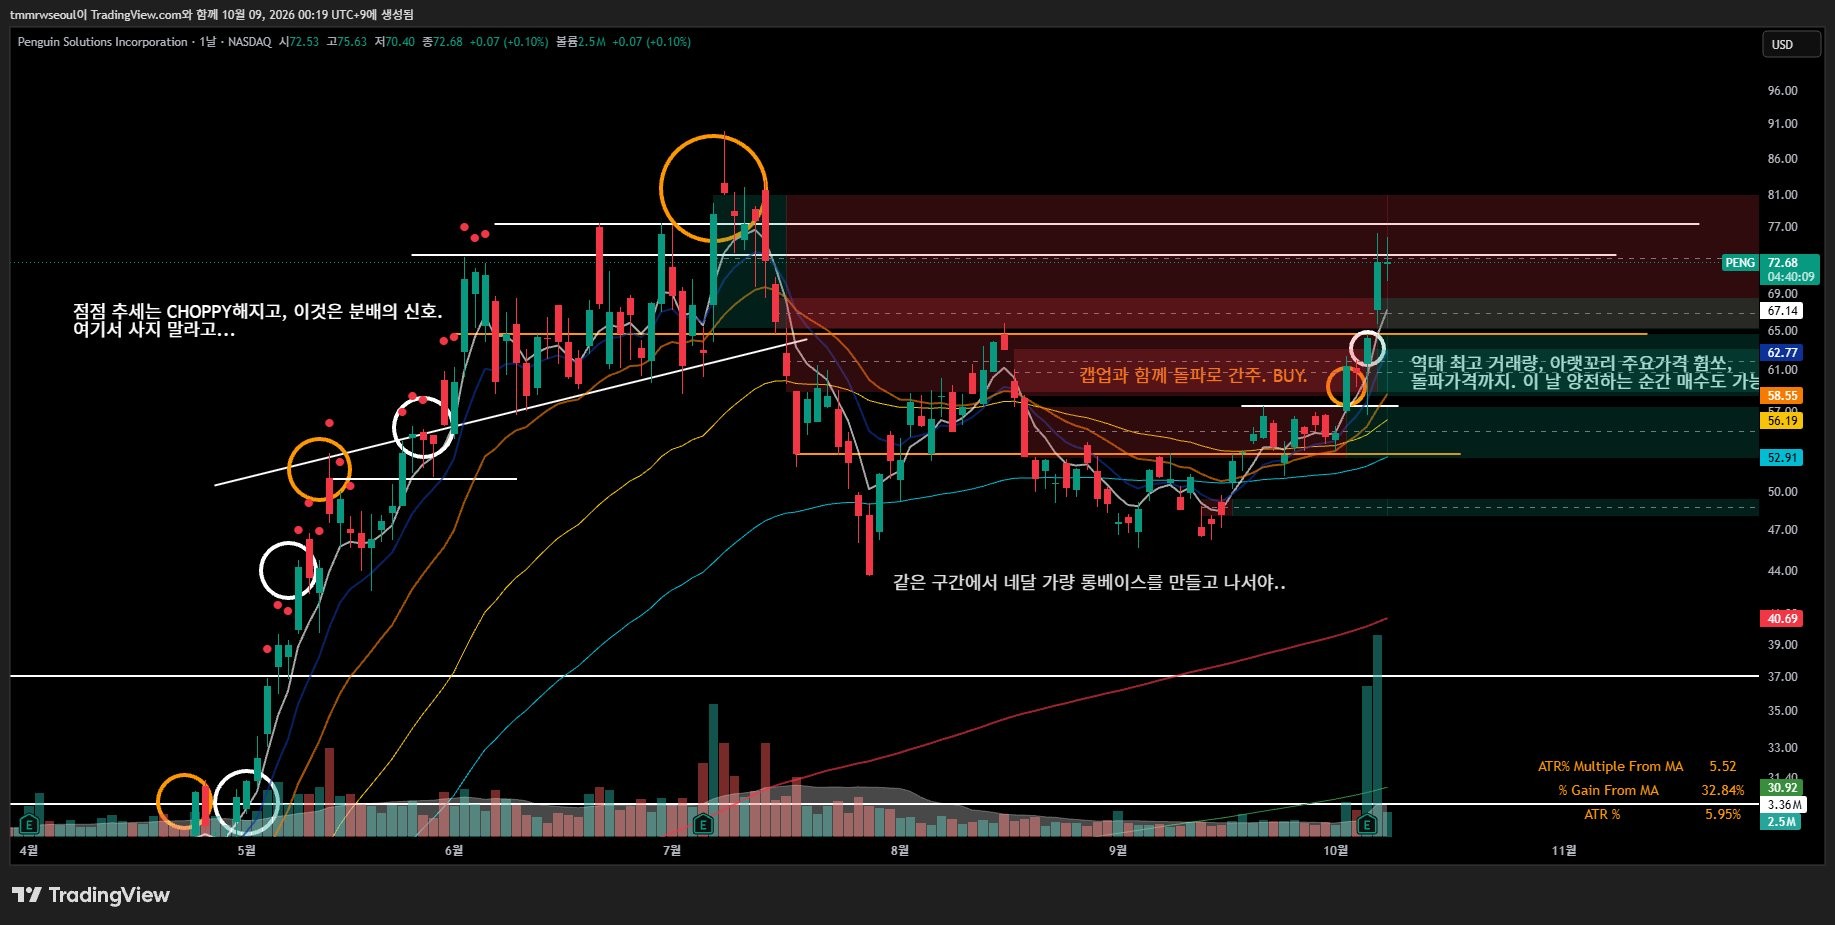 tmmrwseoul이 TradingView.com와 함께 10월 09, 2026 00:19 UTC+9에 생성됨
Penguin Solutions Incorporation · 1날 · NASDAQ 시72.53 고75.63 저70.40 종72.68 +0.07 (+0.10%) 볼륨2.5M +0.07 (+0.10%)
USD
96.00
91.00
86.00
81.00
77.00
PENG 72.68
04:40:09
69.00
67.14
65.00
62.77
61.00
58.55
57.00
56.19
52.91
50.00
47.00
44.00
40.69
39.00
37.00
35.00
33.00
31.40
30.92
3.36M
2.5M
점점 추세는 CHOPPY해지고, 이것은 분배의 신호.
여기서 사지 말라고...
캡업과 함께 돌파로 간주. BUY.
역대 최고 거래량, 아랫꼬리 주요가격 휩쏘,
돌파가격까지. 이 날 양전하는 순간 매수도 가능
같은 구간에서 네달 가량 롱베이스를 만들고 나서야..
ATR% Multiple From MA 5.52
% Gain From MA 32.84%
ATR % 5.95%
E
E
E
4월 5월 6월 7월 8월 9월 10월 11월
TradingView